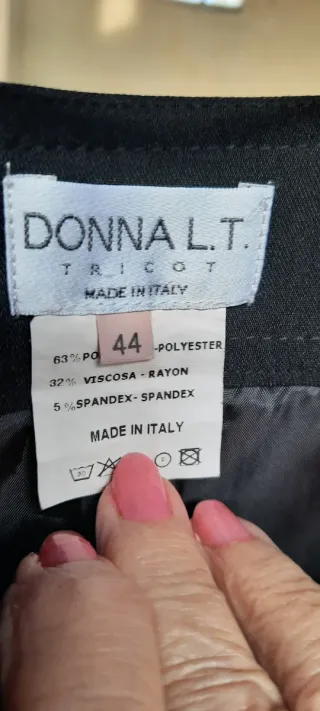 DONNA L.T.
TRICOT
MADE IN ITALY
44
63% PO -POLYESTER
32% VISCOSA - RAYON
5%SPANDEX- SPANDEX
MADE IN ITALY